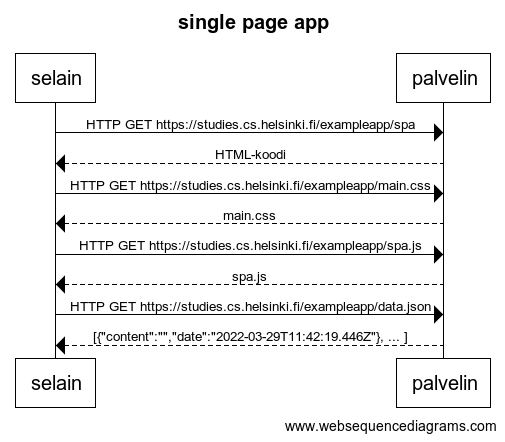 single page app
selain palvelin
HTTP GET https://studies.cs.helsinki.fi/exampleapp/spa
HTML-koodi
HTTP GET https://studies.cs.helsinki.fi/exampleapp/main.css
main.css
HTTP GET https://studies.cs.helsinki.fi/exampleapp/spa.js
spa.js
HTTP GET https://studies.cs.helsinki.fi/exampleapp/data.json
[{"content":"","date":"2022-03-29T11:42:19.446Z"}, ... ]
selain palvelin
www.websequencediagrams.com